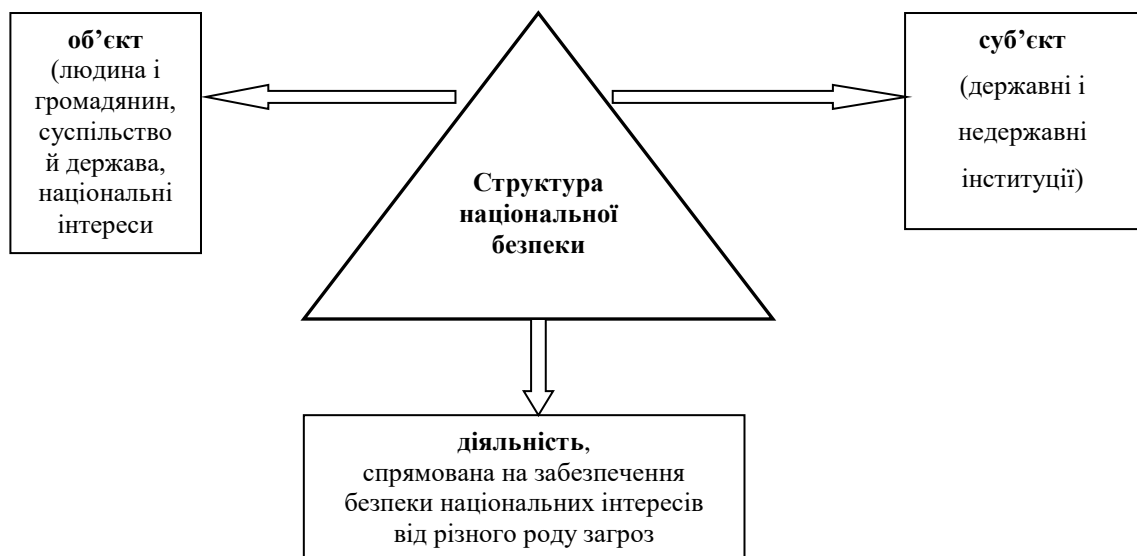 об’єкт
(людина і
громадянин,
суспільство
й держава,
національні
інтереси
суб’єкт
(державні і
недержавні
інституції)
Структура
національної
безпеки
діяльність,
спрямована на забезпечення
безпеки національних інтересів
від різного роду загроз